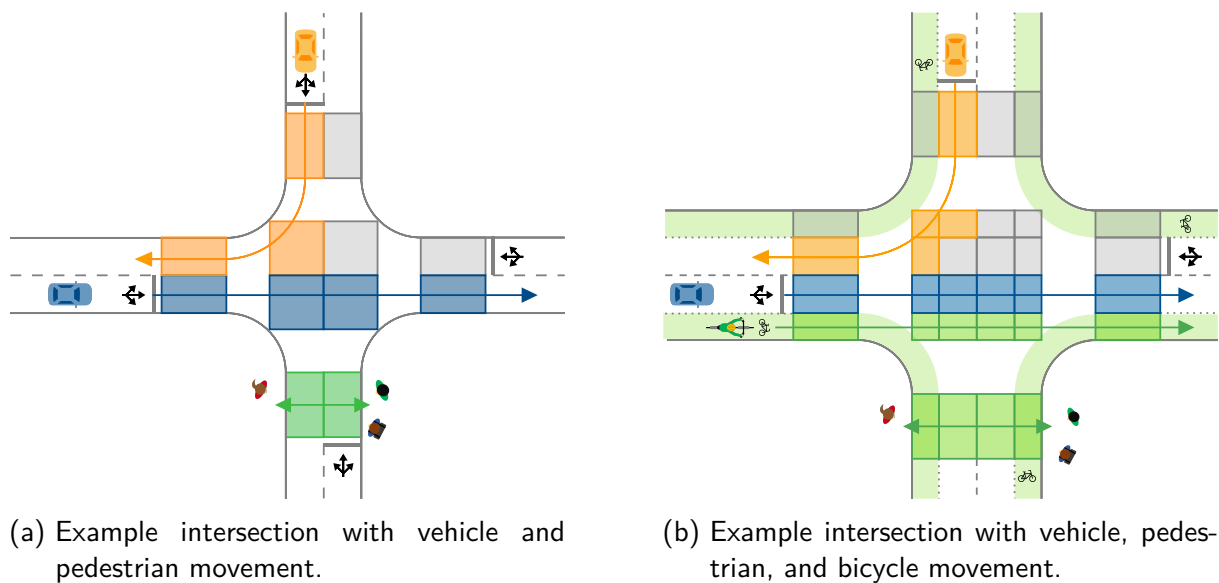 (a) Example intersection with vehicle and
pedestrian movement.
(b) Example intersection with vehicle, pedes-
trian, and bicycle movement.